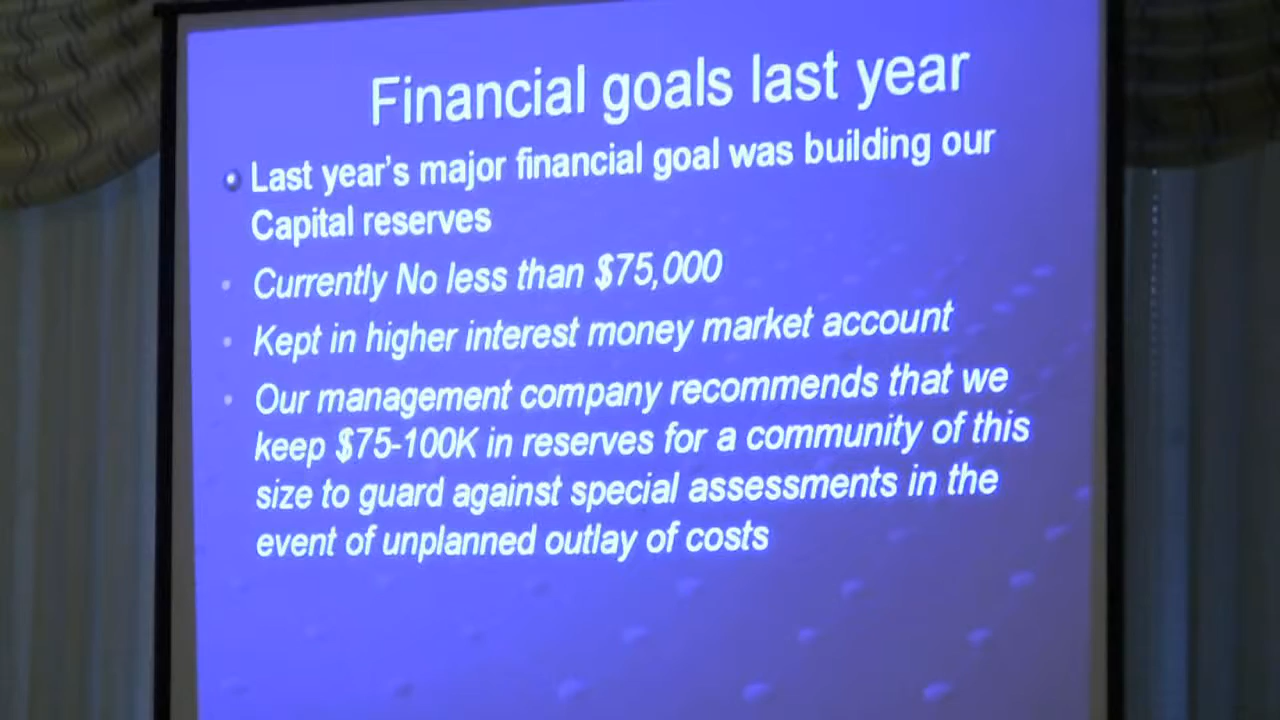 Financial goals last year
Last year's major financial goal was building our
Capital reserves
Currently No less than $75,000
Kept in higher interest money market account
Our management company recommends that we
keep $75-100K in reserves for a community of this
size to guard against special assessments in the
event of unplanned outlay of costs